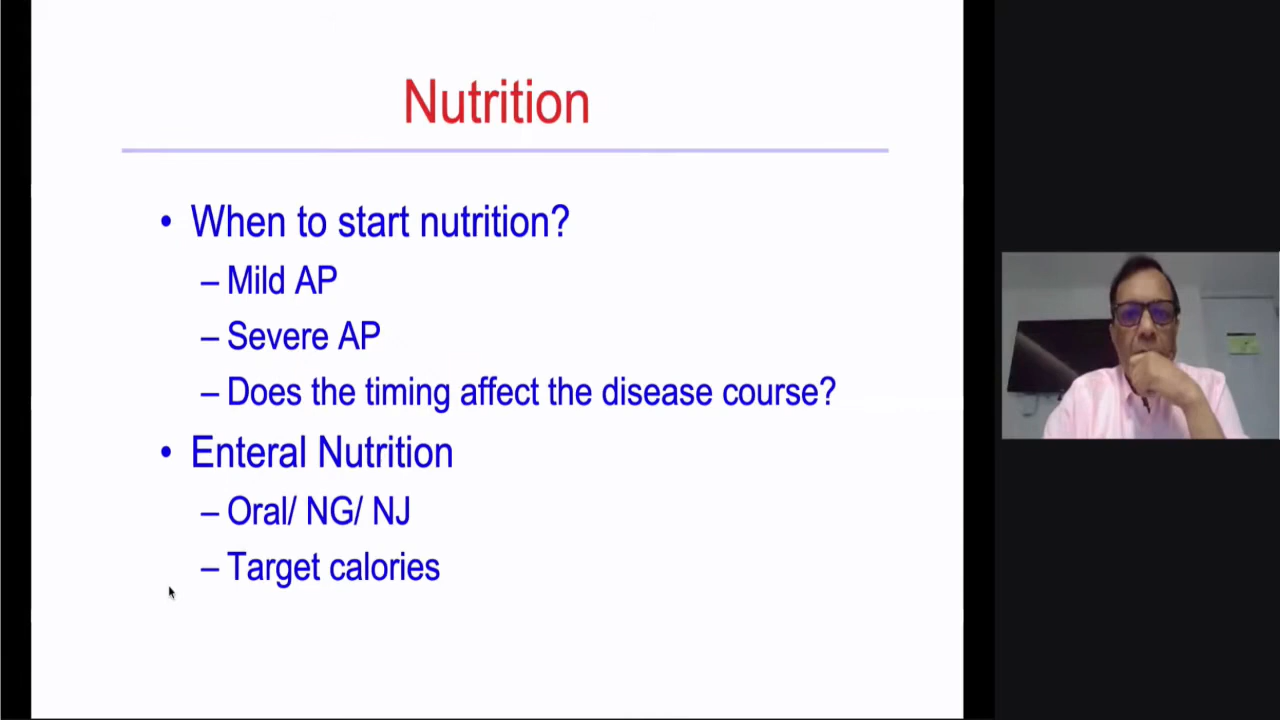 Nutrition
• When to start nutrition?
– Mild AP
– Severe AP
– Does the timing affect the disease course?
• Enteral Nutrition
– Oral/ NG/ NJ
– Target calories